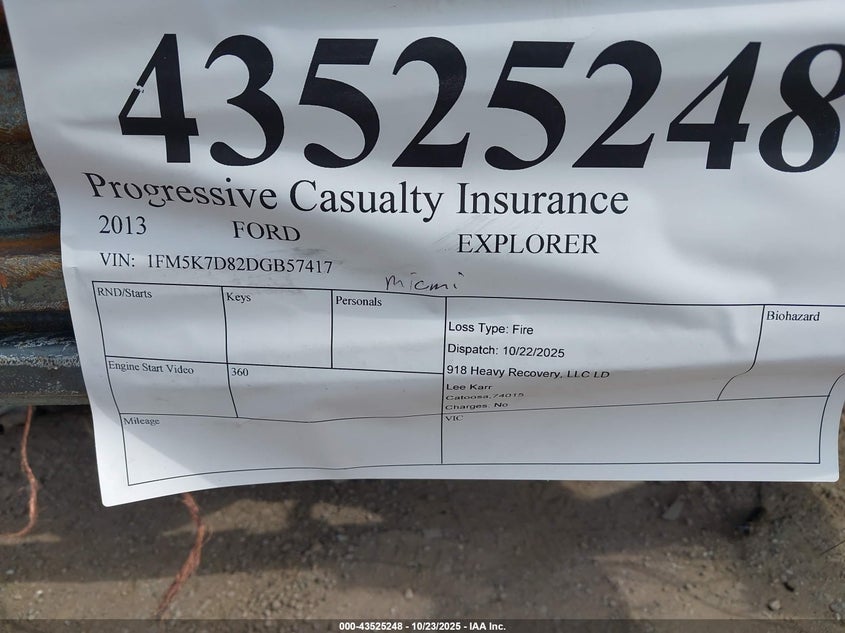 43525248
Progressive Casualty Insurance
2013 FORD EXPLORER
VIN: 1FM5K7D82DGB57417
Miami
RND/Starts Keys Personals
Loss Type: Fire
Biohazard
Dispatch: 10/22/2025
Engine Start Video 360
918 Heavy Recovery, LLC LD
Lee Karr
Catoosa, 74015
Charges: No
Mileage VIC
000-43525248 - 10/23/2025 - IAA Inc.